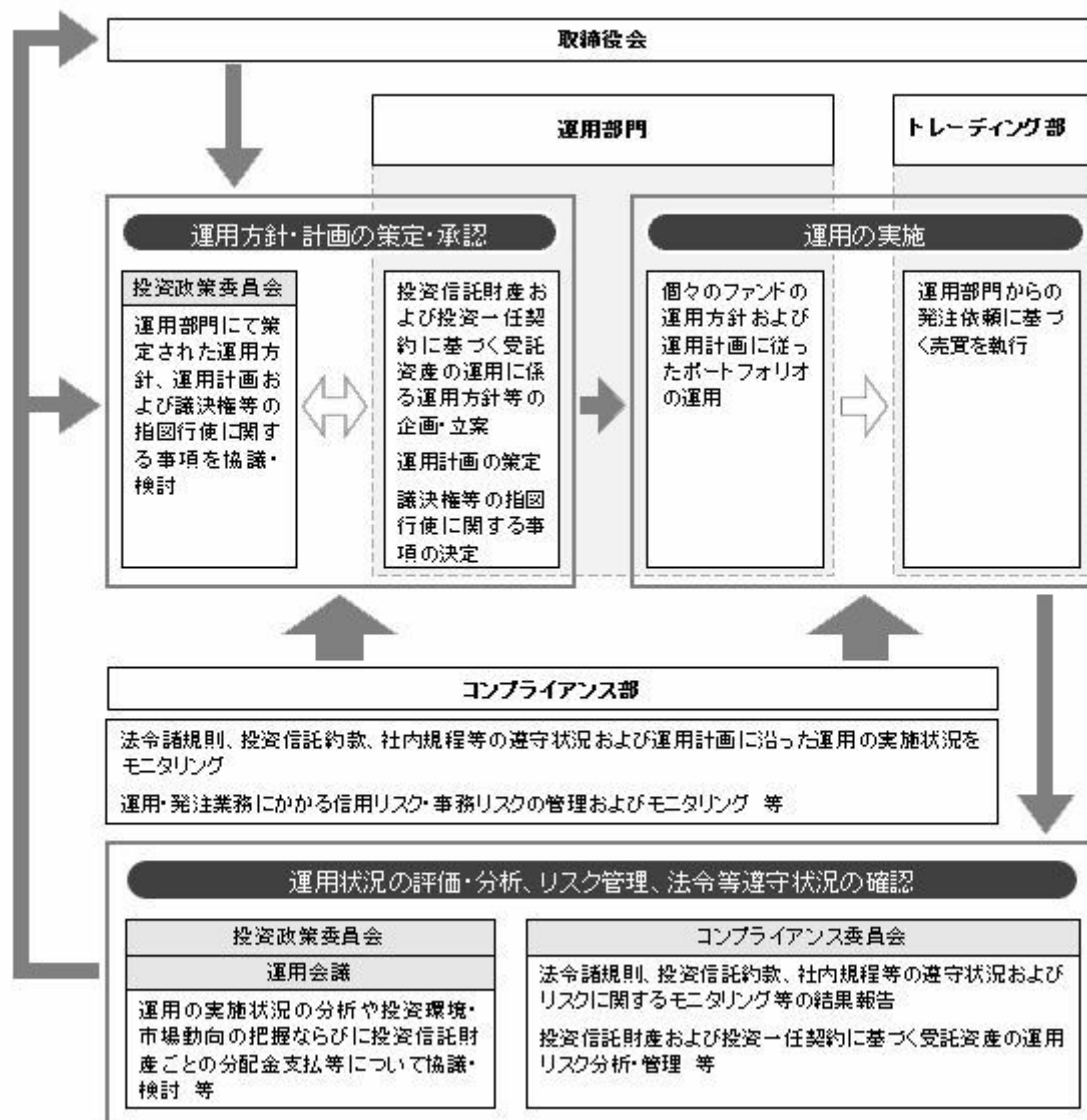 取締役会
運用部門
トレーディング部
運用方針・計画の策定・承認
投資政策委員会
運用部門にて策
定された運用方
針、運用計画お
よび議決権等の
指図行使に関す
る事項を協議・
検討
投資信託財産お
よび投資一任契
約に基づく受託
資産の運用に係
る運用方針等の
企画・立案
運用計画の策定
議決権等の指図
行使に関する事
項の決定
運用の実施
個々のファンドの
運用方針および
運用計画に従っ
たポートフォリオ
の運用
運用部門からの
発注依頼に基づ
く売買を執行
コンプライアンス部
法令諸規則、投資信託約款、社内規程等の遵守状況および運用計画に沿った運用の実施状況を
モニタリング
運用・発注業務にかかる信用リスク・事務リスクの管理およびモニタリング 等
運用状況の評価・分析、リスク管理、法令等遵守状況の確認
投資政策委員会
運用会議
運用の実施状況の分析や投資環境・
市場動向の把握ならびに投資信託財
産ごとの分配金支払等について協議・
検討 等
コンプライアンス委員会
法令諸規則、投資信託約款、社内規程等の遵守状況および
リスクに関するモニタリング等の結果報告
投資信託財産および投資一任契約に基づく受託資産の運用
リスク分析・管理 等